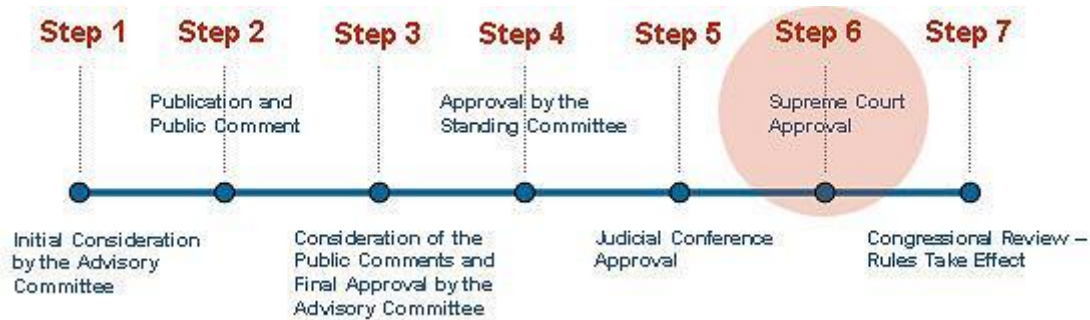 Step 1
Step 2
Step 3
Step 4
Step 5
Step 6
Step 7
Publication and
Public Comment
Approval by the
Standing Committee
Supreme Court
Approval
Initial Consideration
by the Advisory
Committee
Consideration of the
Public Comments and
Final Approval by the
Advisory Committee
Judicial Conference
Approval
Congressional Review –
Rules Take Effect